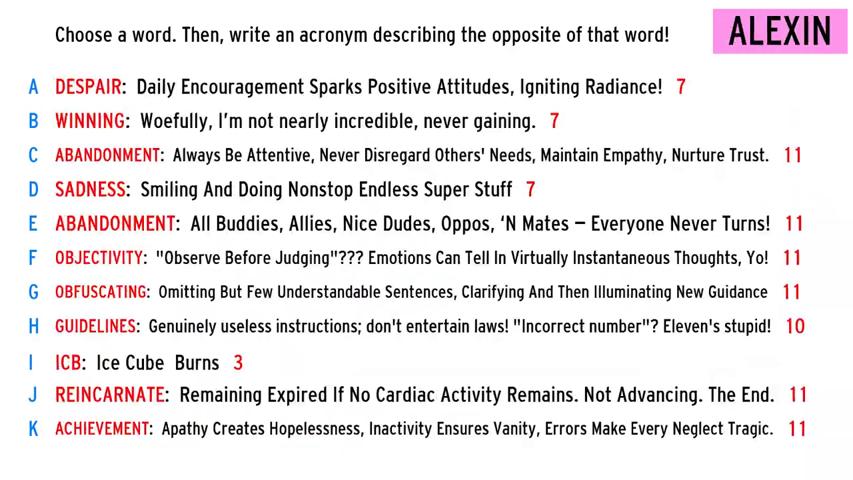 Choose a word. Then, write an acronym describing the opposite of that word!
ALEXIN
A DESPAIR: Daily Encouragement Sparks Positive Attitudes, Igniting Radiance! 7
B WINNING: Woefully, I'm not nearly incredible, never gaining. 7
C ABANDONMENT: Always Be Attentive, Never Disregard Others' Needs, Maintain Empathy, Nurture Trust. 11
D SADNESS: Smiling And Doing Nonstop Endless Super Stuff 7
E ABANDONMENT: All Buddies, Allies, Nice Dudes, Oppos, 'N Mates – Everyone Never Turns! 11
F OBJECTIVITY: "Observe Before Judging"??? Emotions Can Tell In Virtually Instantaneous Thoughts, Yo! 11
G OBFUSCATING: Omitting But Few Understandable Sentences, Clarifying And Then Illuminating New Guidance 11
H GUIDELINES: Genuinely useless instructions; don't entertain laws! "Incorrect number"? Eleven's stupid! 10
I ICB: Ice Cube Burns 3
J REINCARNATE: Remaining Expired If No Cardiac Activity Remains. Not Advancing. The End. 11
K ACHIEVEMENT: Apathy Creates Hopelessness, Inactivity Ensures Vanity, Errors Make Every Neglect Tragic. 11